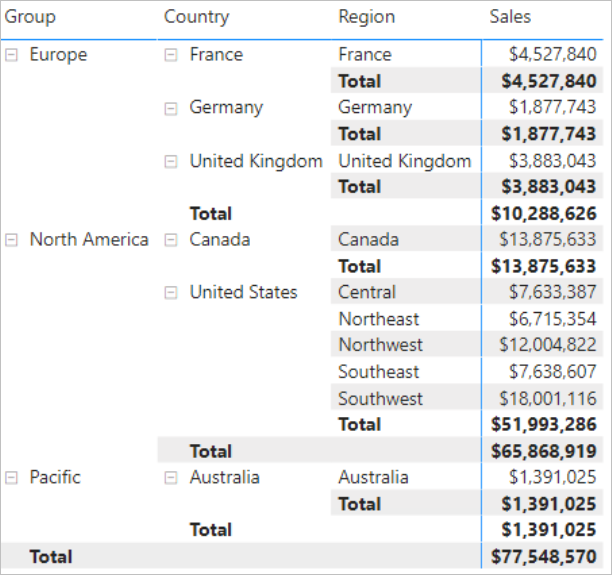 Group Country Region Sales
Europe France France $4,527,840
Total $4,527,840
Germany Germany $1,877,743
Total $1,877,743
United Kingdom United Kingdom $3,883,043
Total $3,883,043
Total $10,288,626
North America Canada Canada $13,875,633
Total $13,875,633
United States Central $7,633,387
Northeast $6,715,354
Northwest $12,004,822
Southeast $7,638,607
Southwest $18,001,116
Total $51,993,286
Total $65,868,919
Pacific Australia Australia $1,391,025
Total $1,391,025
Total $1,391,025
Total $77,548,570